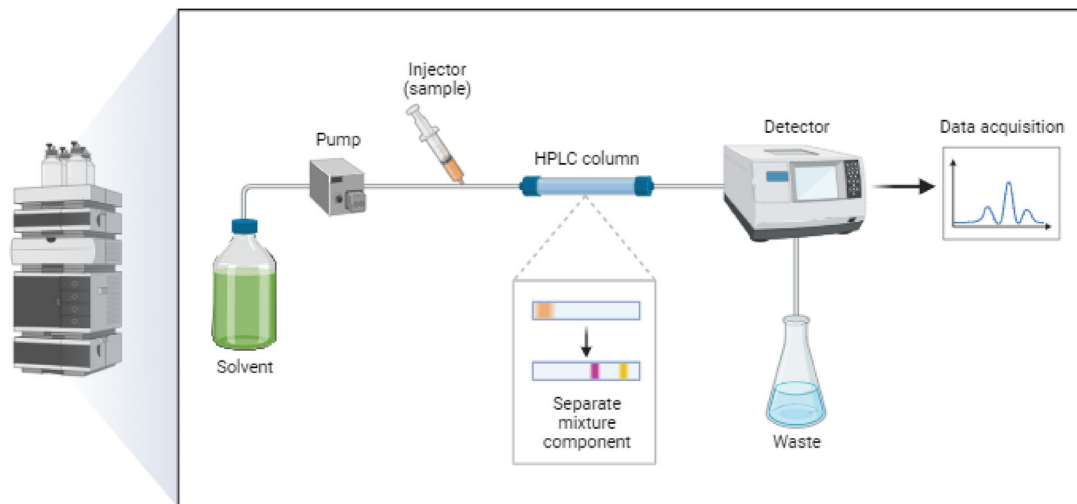 Injector
(sample)
Pump
HPLC column
Detector
Data acquisition
Solvent
Separate
mixture
component
Waste